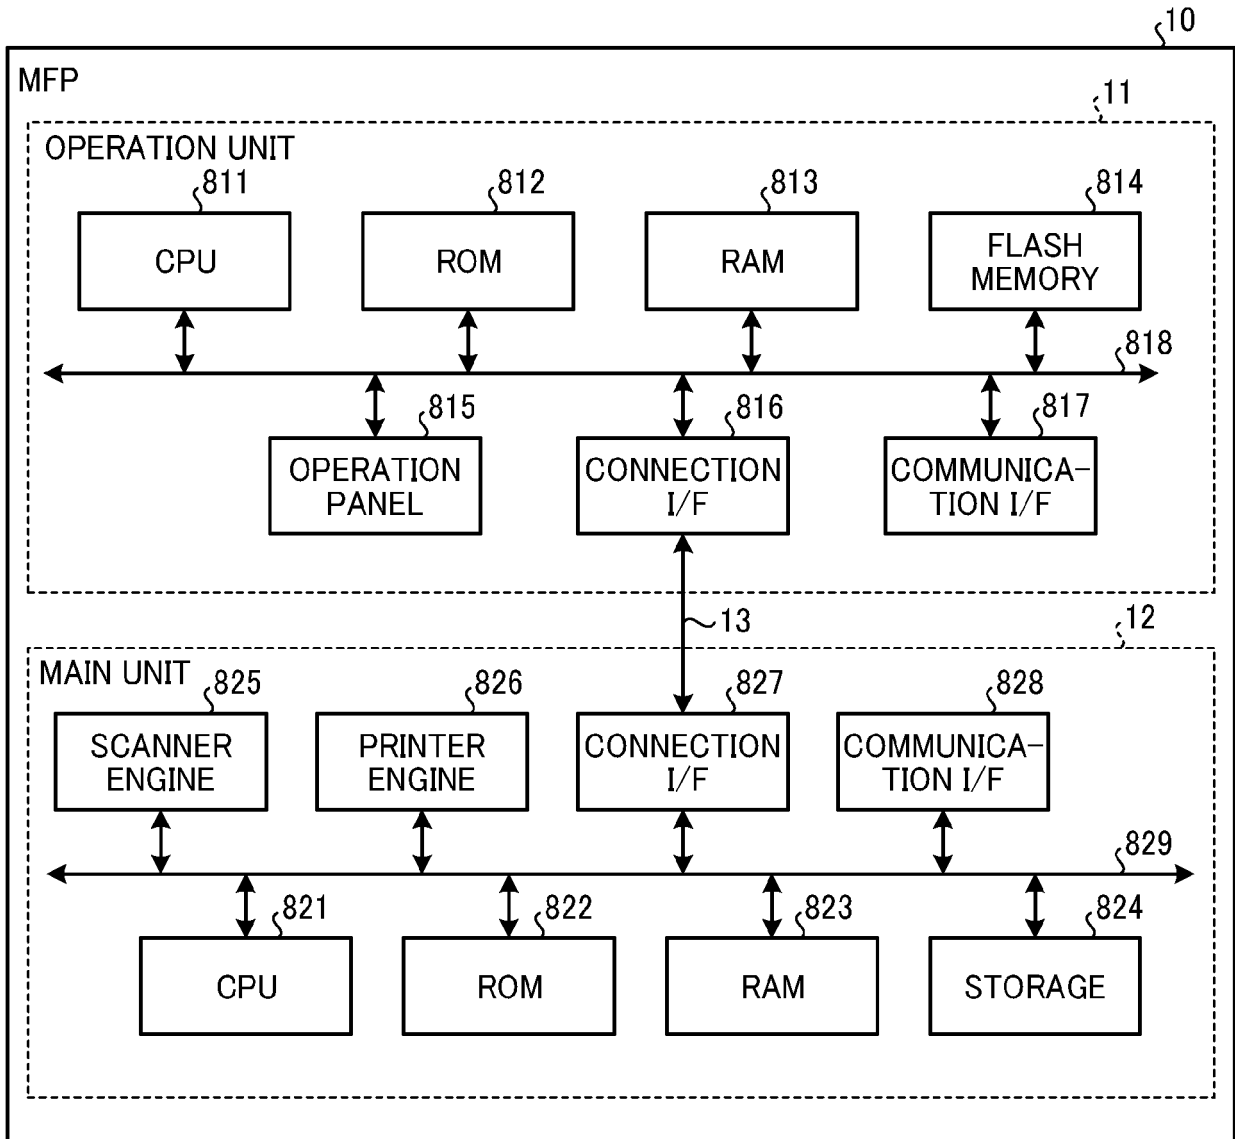 10
MFP
11
OPERATION UNIT
811
812
813
814
CPU
ROM
RAM
FLASH
MEMORY
818
815
816
817
OPERATION
PANEL
CONNECTION
I/F
COMMUNICA-
TION I/F
13
12
MAIN UNIT
825
826
827
828
SCANNER
ENGINE
PRINTER
ENGINE
CONNECTION
I/F
COMMUNICA-
TION I/F
829
821
822
823
824
CPU
ROM
RAM
STORAGE